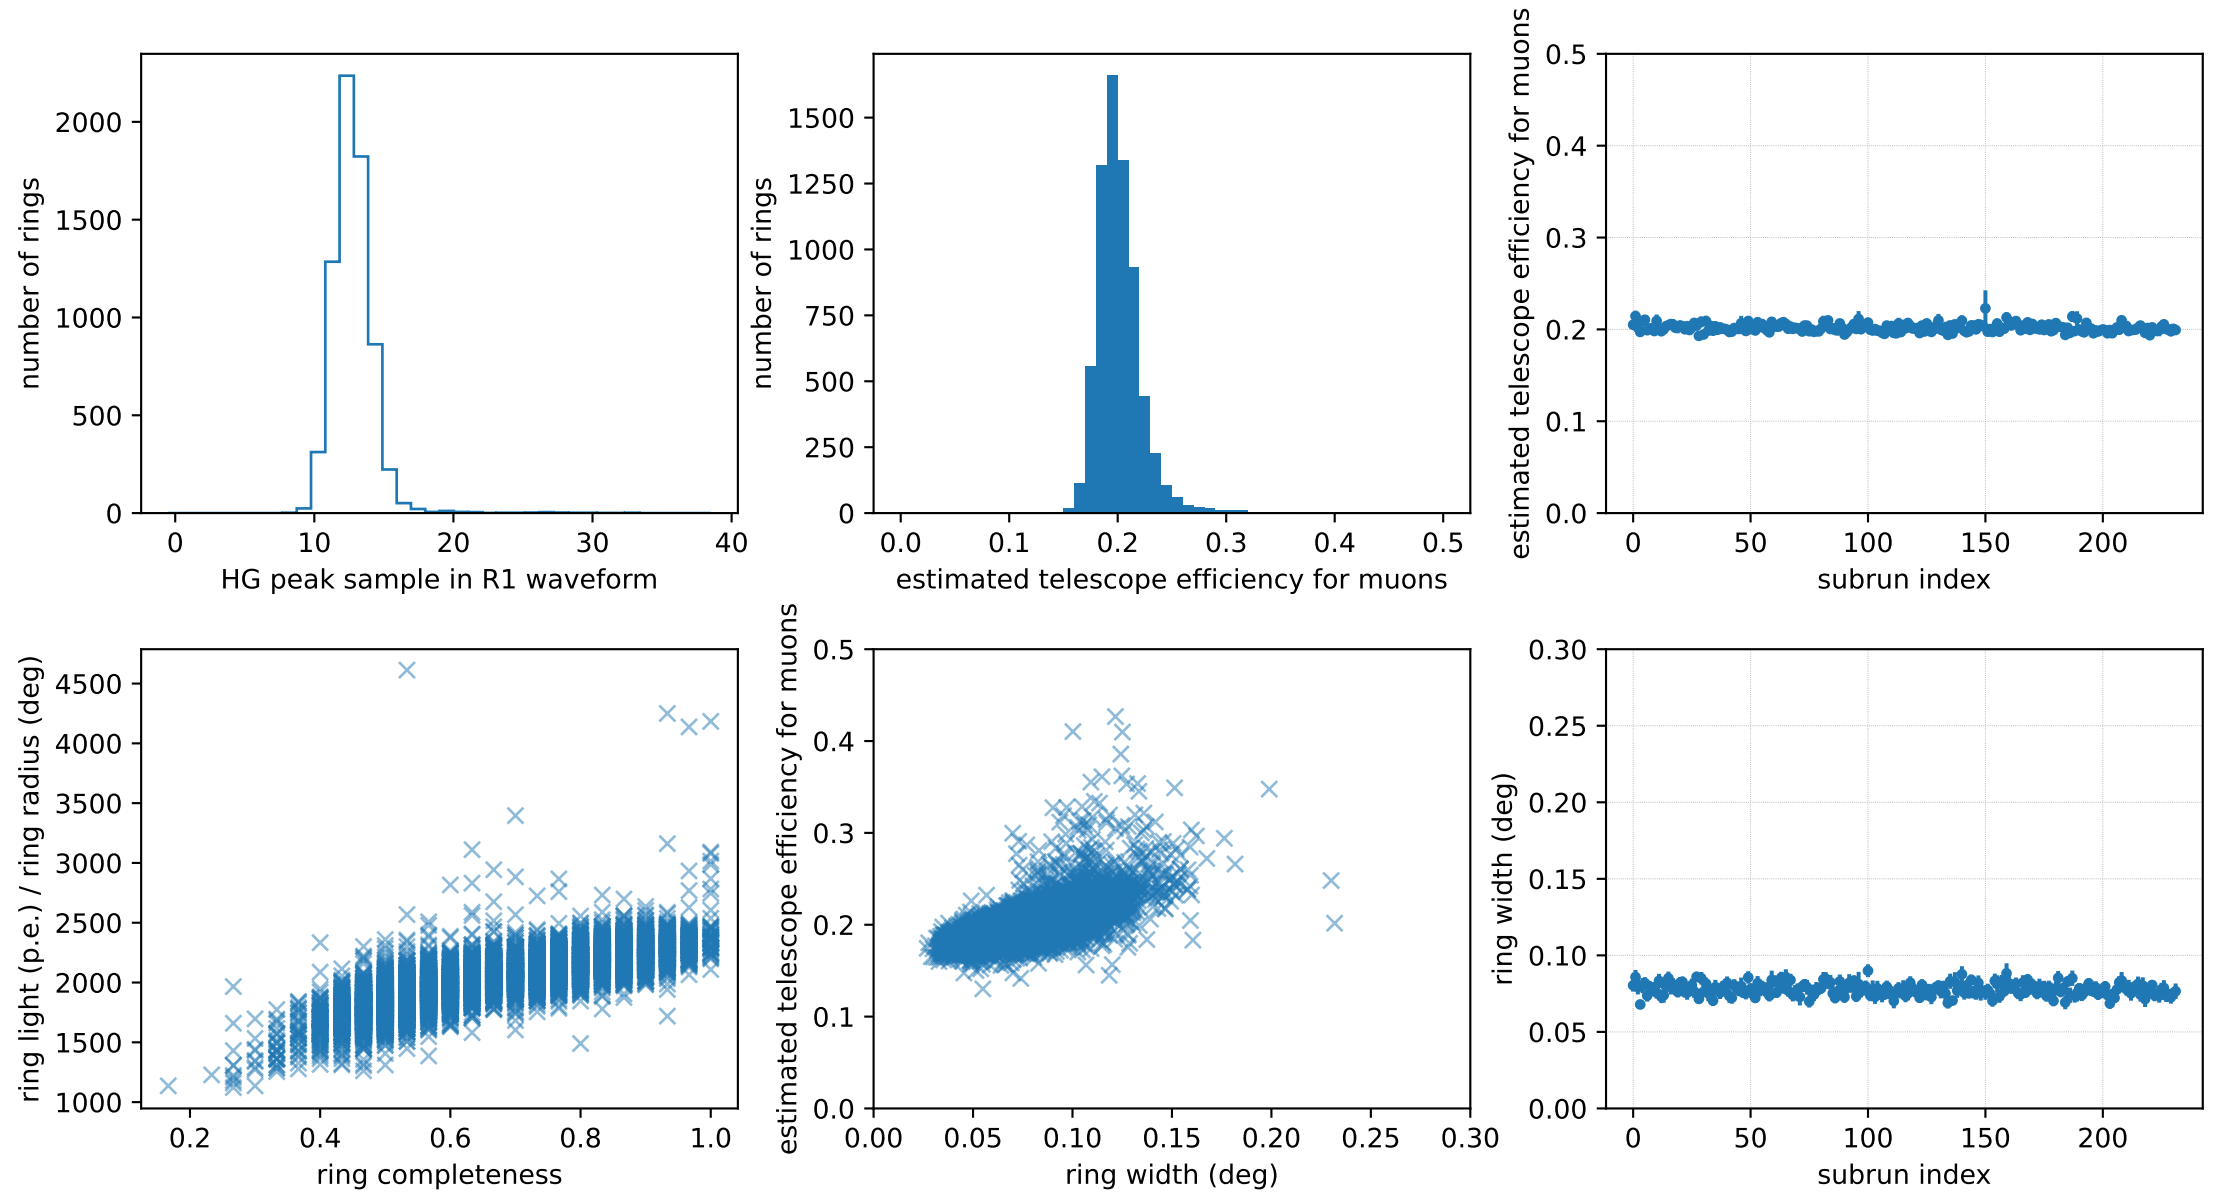 number of rings
2000
1500
1000
500
0
0 10 20 30 40
HG peak sample in R1 waveform
number of rings
1500
1250
1000
750
500
250
0
0.0 0.1 0.2 0.3 0.4 0.5
estimated telescope efficiency for muons
estimated telescope efficiency for muons
0.5
0.4
0.3
0.2
0.1
0.0
0 50 100 150 200
subrun index
ring light (p.e.) / ring radius (deg)
4500
4000
3500
3000
2500
2000
1500
1000
0.2 0.4 0.6 0.8 1.0
ring completeness
estimated telescope efficiency for muons
0.5
0.4
0.3
0.2
0.1
0.0
0.00 0.05 0.10 0.15 0.20 0.25 0.30
ring width (deg)
ring width (deg)
0.30
0.25
0.20
0.15
0.10
0.05
0.00
0 50 100 150 200
subrun index